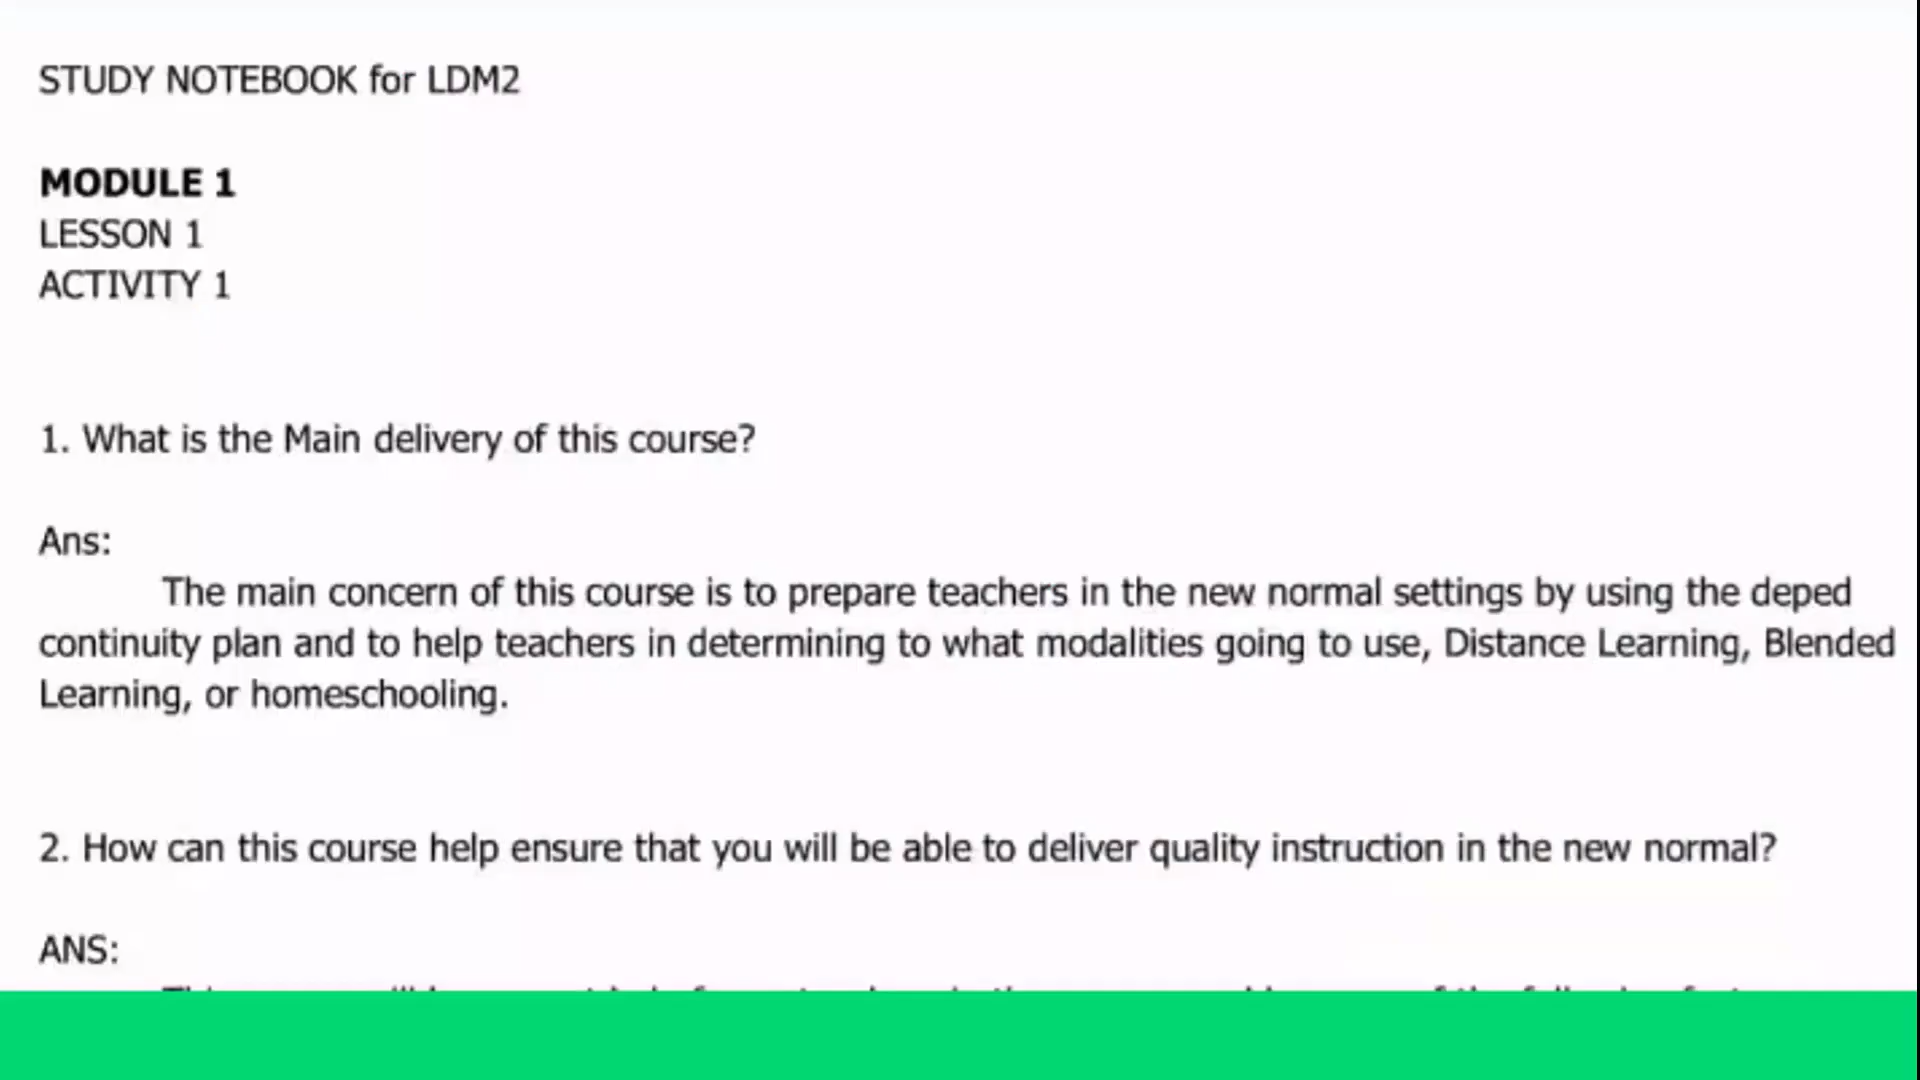 STUDY NOTEBOOK for LDM2
MODULE 1
LESSON 1
ACTIVITY 1
1. What is the Main delivery of this course?
Ans:
The main concern of this course is to prepare teachers in the new normal settings by using the deped
continuity plan and to help teachers in determining to what modalities going to use, Distance Learning, Blended
Learning, or homeschooling.
2. How can this course help ensure that you will be able to deliver quality instruction in the new normal?
ANS: